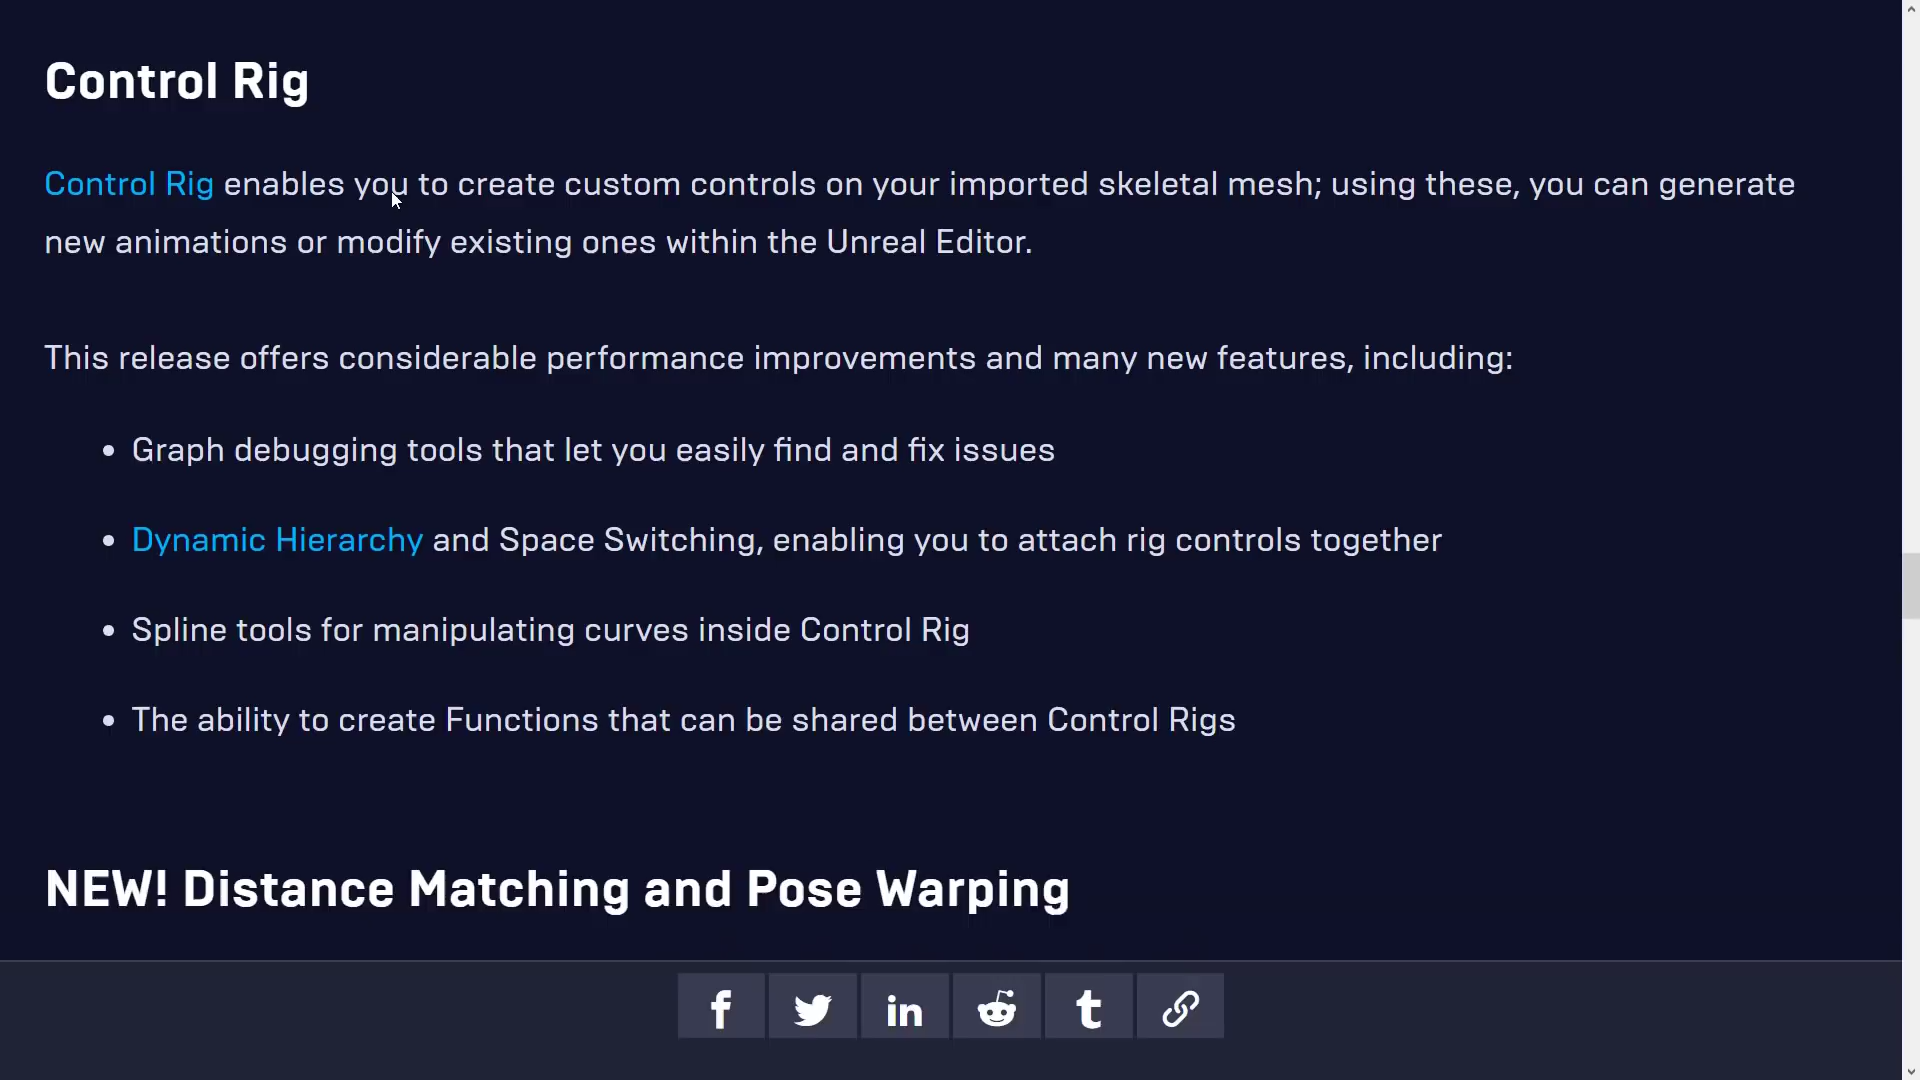 Control Rig
Control Rig enables you to create custom controls on your imported skeletal mesh; using these, you can generate
new animations or modify existing ones within the Unreal Editor.
This release offers considerable performance improvements and many new features, including:
• Graph debugging tools that let you easily find and fix issues
• Dynamic Hierarchy and Space Switching, enabling you to attach rig controls together
• Spline tools for manipulating curves inside Control Rig
• The ability to create Functions that can be shared between Control Rigs
NEW! Distance Matching and Pose Warping